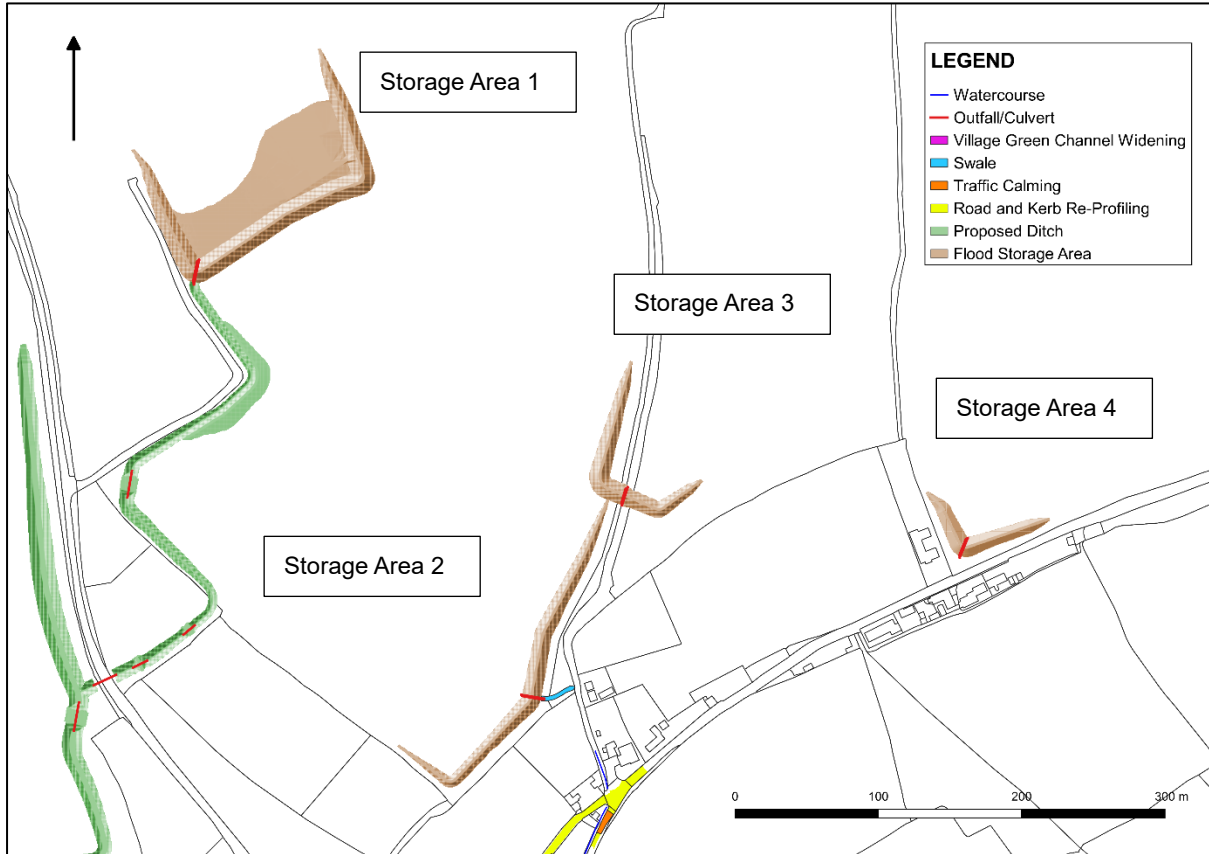 Storage Area 1
LEGEND
Watercourse
Outfall/Culvert
Village Green Channel Widening
Swale
Traffic Calming
Road and Kerb Re-Profiling
Proposed Ditch
Flood Storage Area
Storage Area 3
Storage Area 4
Storage Area 2
0 100 200 300 m